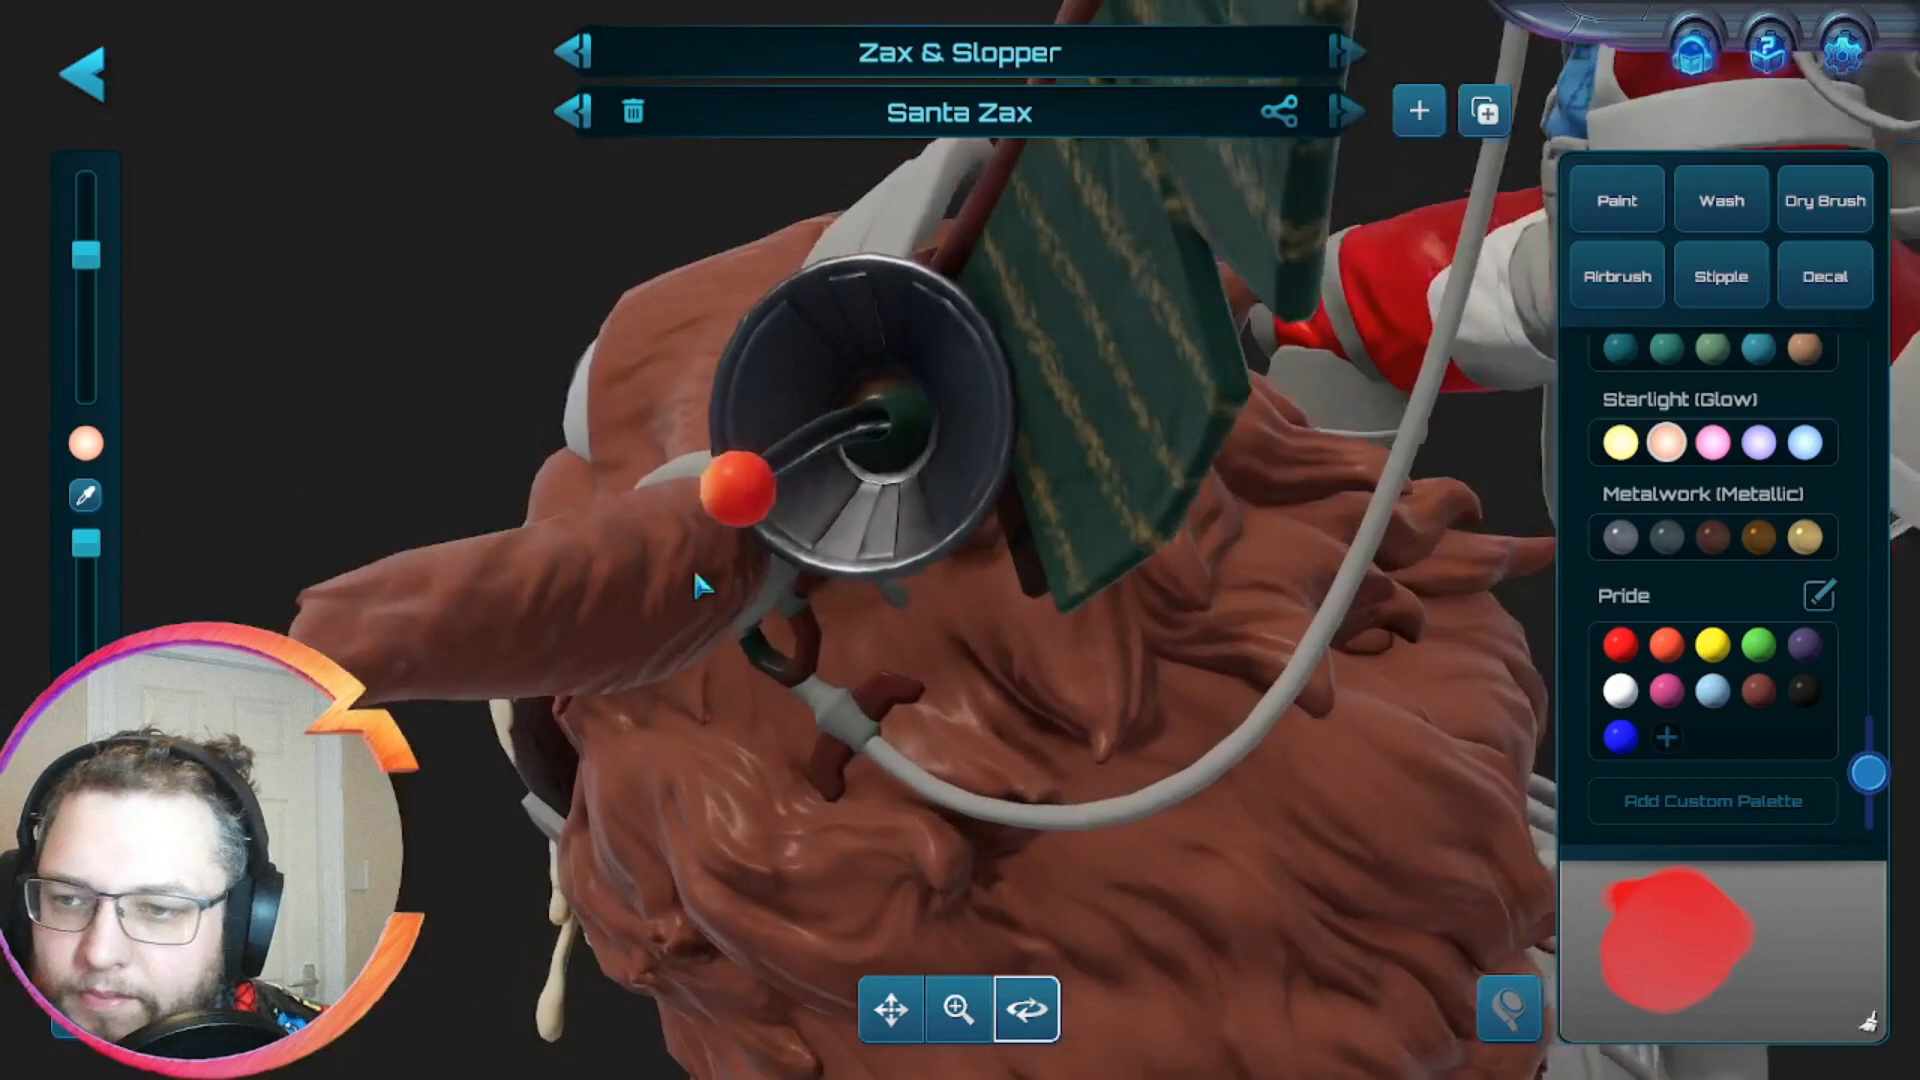 Zax & Slopper
Santa Zax
Paint
Wash
Dry Brush
Airbrush
Stipple
Decal
Starlight (Glow)
Metalwork (Metallic)
Pride
Add Custom Palette